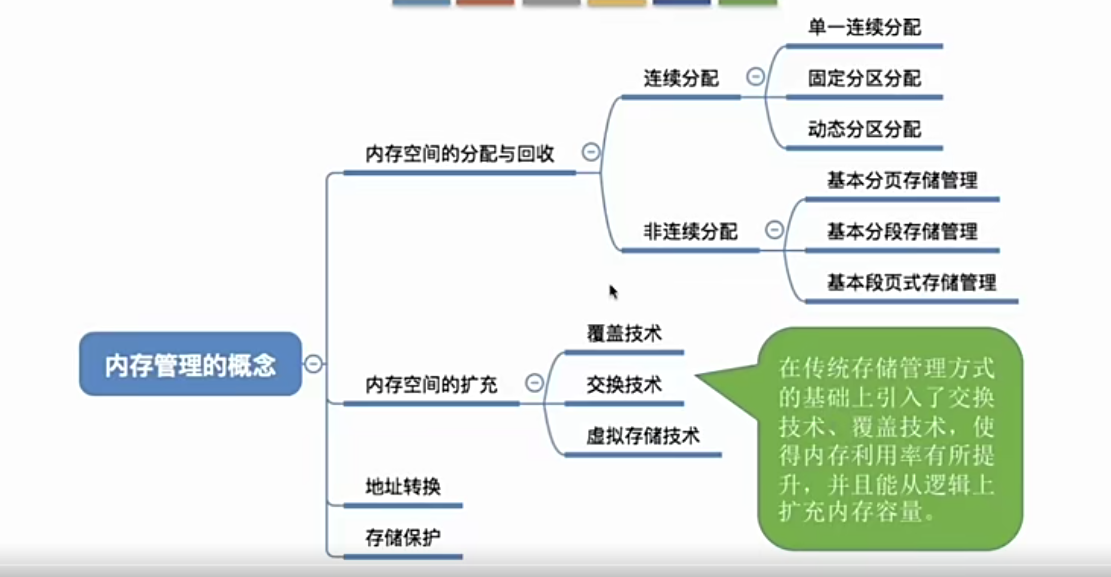 内存管理的概念
内存空间的分配与回收
连续分配
单一连续分配
固定分区分配
动态分区分配
非连续分配
基本分页存储管理
基本分段存储管理
基本段页式存储管理
内存空间的扩充
覆盖技术
交换技术
虚拟存储技术
在传统存储管理方式
的基础上引入了交换
技术、覆盖技术，使
得内存利用率有所提
升，并且能从逻辑上
扩充内存容量。
地址转换
存储保护